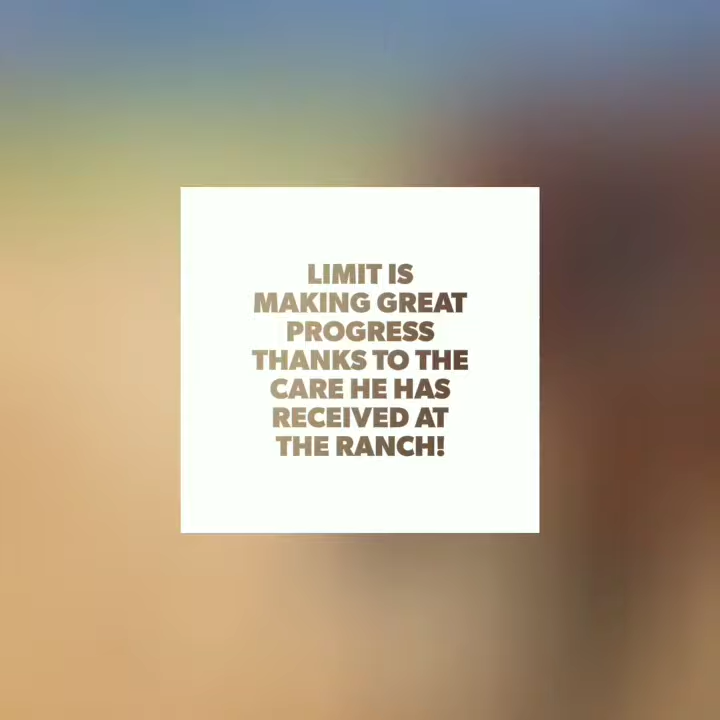 LIMIT IS
MAKING GREAT
PROGRESS
THANKS TO THE
CARE HE HAS
RECEIVED AT
THE RANCH!